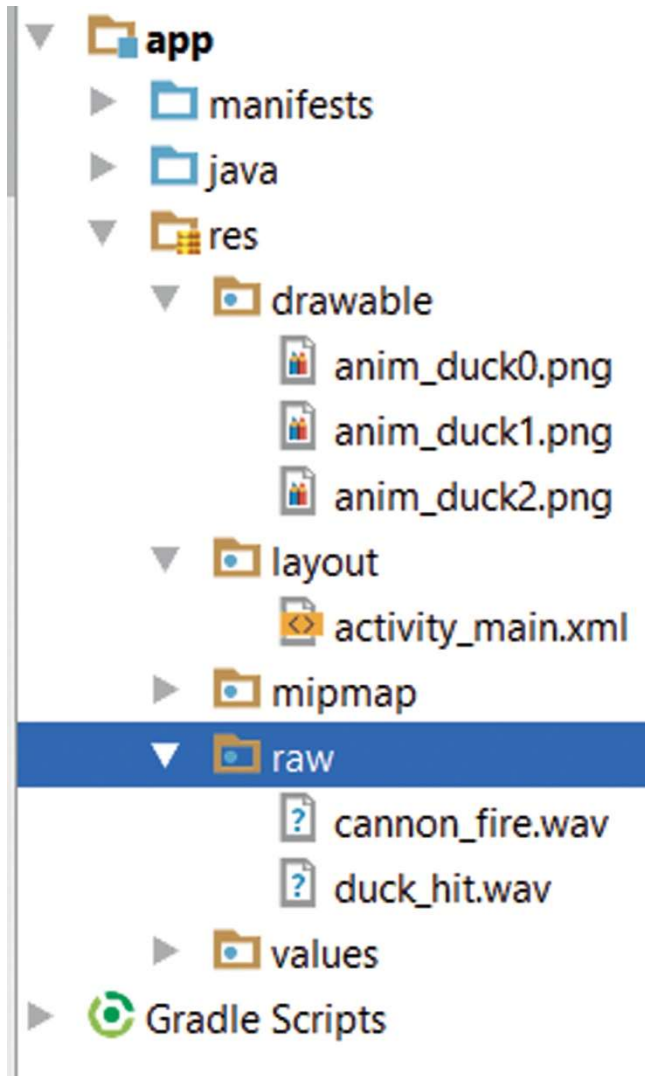 app
manifests
java
res
drawable
anim_duck0.png
anim_duck1.png
anim_duck2.png
layout
activity_main.xml
mipmap
raw
cannon_fire.wav
duck_hit.wav
values
Gradle Scripts